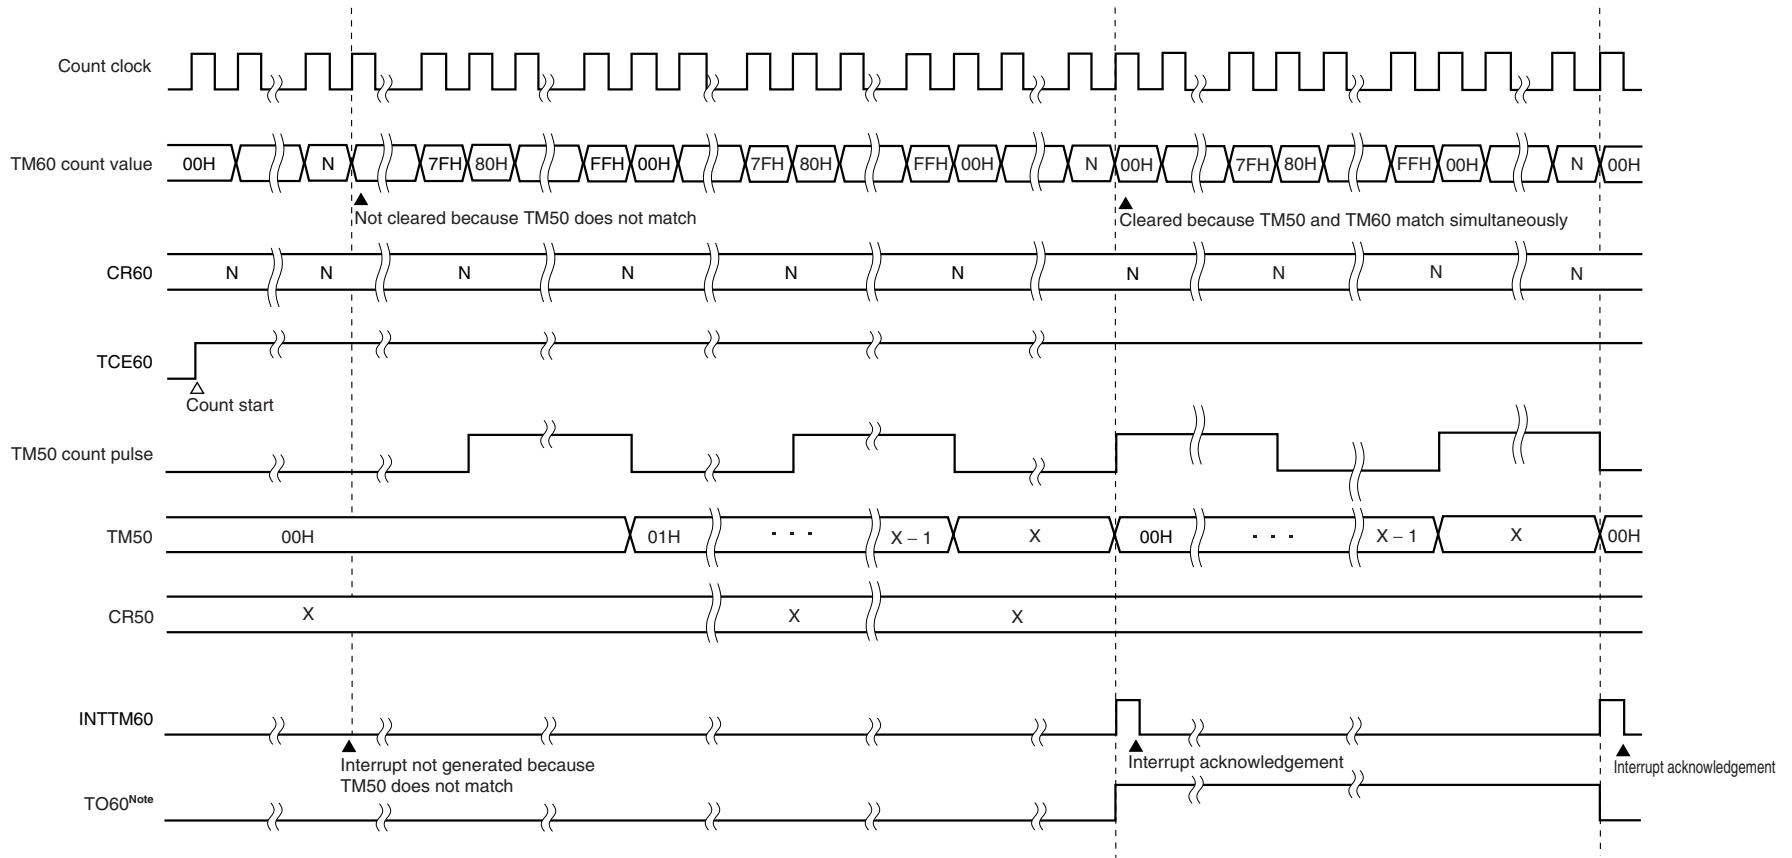 Count clock
TM60 count value 00H N 7FH 80H FFH 00H 7FH 80H FFH 00H N 00H 7FH 80H FFH 00H N 00H
Not cleared because TM50 does not match
Cleared because TM50 and TM60 match simultaneously
CR60 N N N N N N N N N N
TCE60
Count start
TM50 count pulse
TM50 00H 01H · · · X – 1 X 00H · · · X – 1 X 00H
CR50 X X X
INTTM60
Interrupt not generated because
TM50 does not match
Interrupt acknowledgement
Interrupt acknowledgement
TO60Note